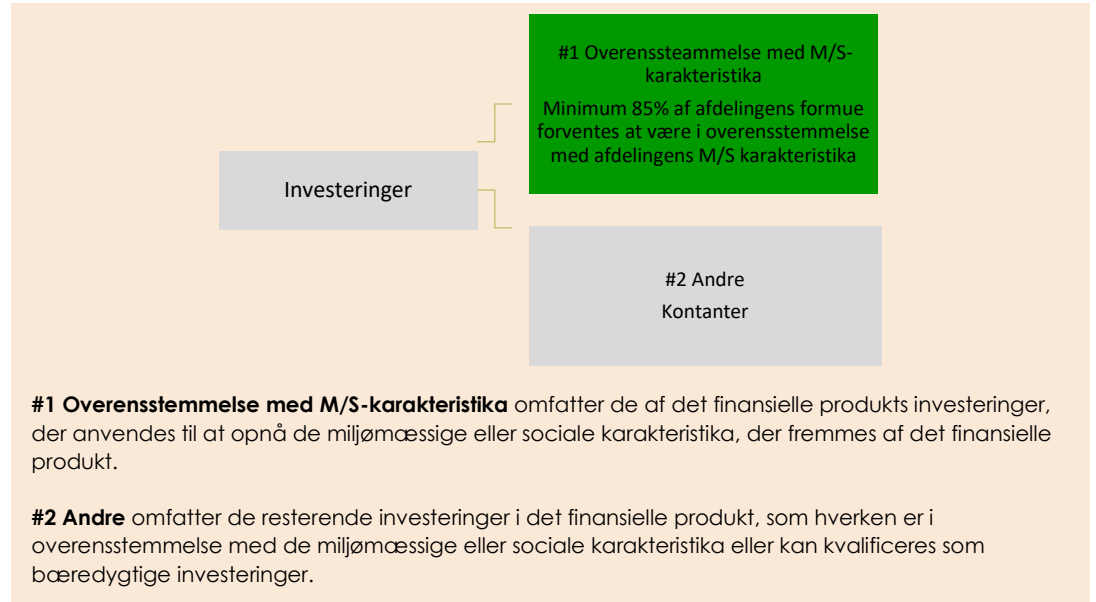 #1 Overenssteammelse med M/S-
karakteristika
Minimum 85% af afdelingens formue
forventes at være i overensstemmelse
med afdelingens M/S karakteristika
Investeringer
#2 Andre
Kontanter
#1 Overensstemmelse med M/S-karakteristika omfatter de af det finansielle produkts investeringer,
der anvendes til at opnå de miljømæssige eller sociale karakteristika, der fremmes af det finansielle
produkt.
#2 Andre omfatter de resterende investeringer i det finansielle produkt, som hverken er i
overensstemmelse med de miljømæssige eller sociale karakteristika eller kan kvalificeres som
bæredygtige investeringer.